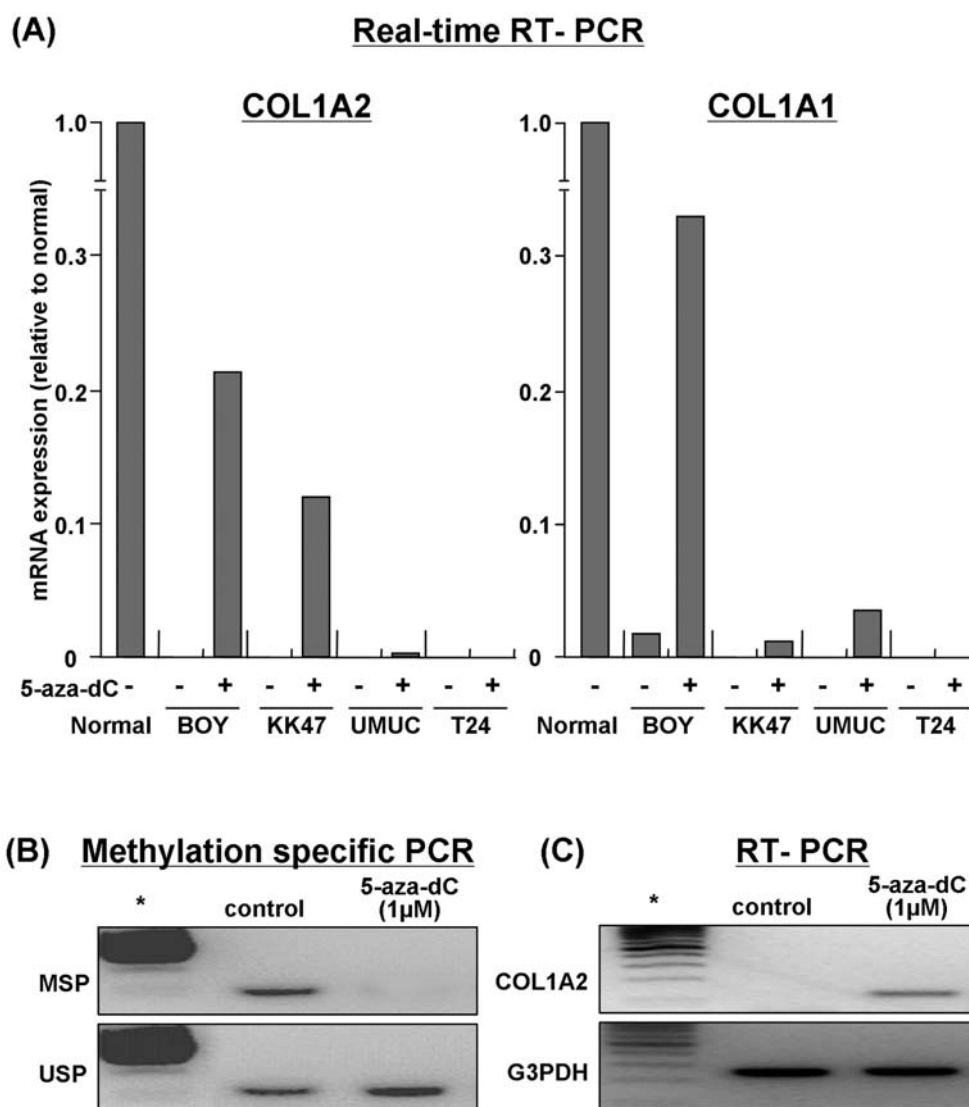 (A) Real-time RT- PCR
COL1A2 COL1A1
mRNA expression (relative to normal)
1.0 1.0
0.3 0.3
0.2 0.2
0.1 0.1
0 0
5-aza-dC - - + - + - + - + - - + - + - + - +
Normal BOY KK47 UMUC T24 Normal BOY KK47 UMUC T24
(B) Methylation specific PCR
* control 5-aza-dC
(1µM)
MSP
USP
(C) RT- PCR
* control 5-aza-dC
(1µM)
COL1A2
G3PDH